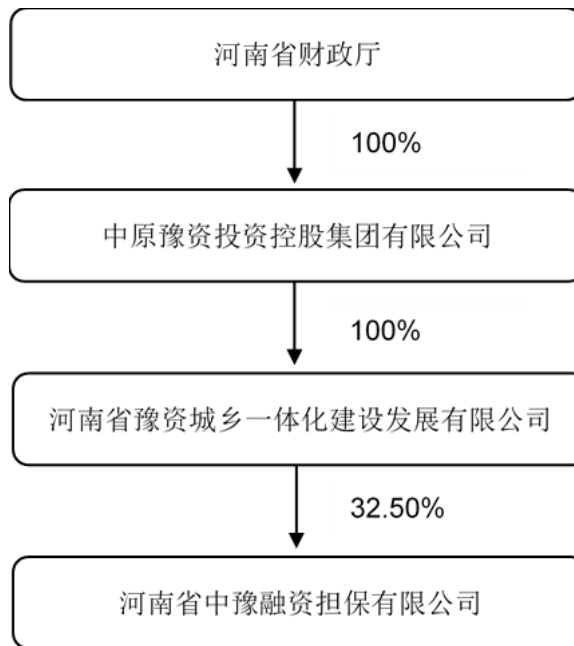 河南省财政厅
100%
中原豫资投资控股集团有限公司
100%
河南省豫资城乡一体化建设发展有限公司
32.50%
河南省中豫融资担保有限公司